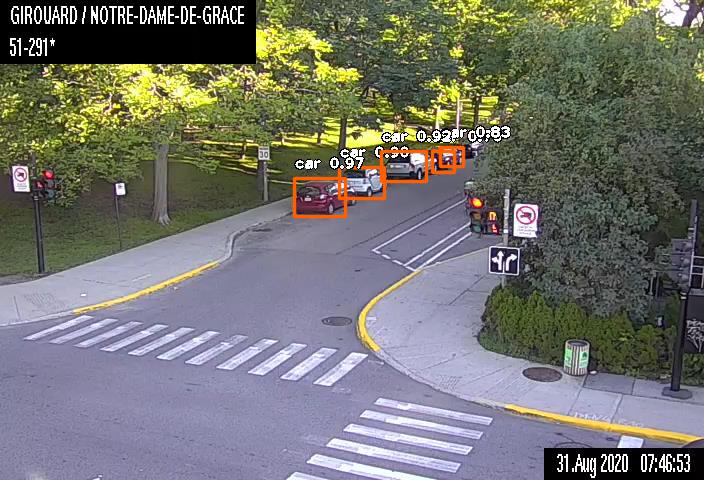 GIROUARD / NOTRE-DAME-DE-GRACE
51-291*
car 0.83
car 0.92
car 0.96
car 0.97
30
31.Aug 2020 07:46:53